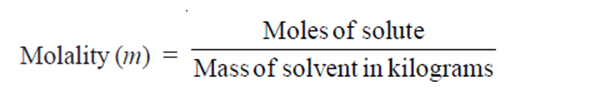 Molality (m) =
Moles of solute
Mass of solvent in kilograms